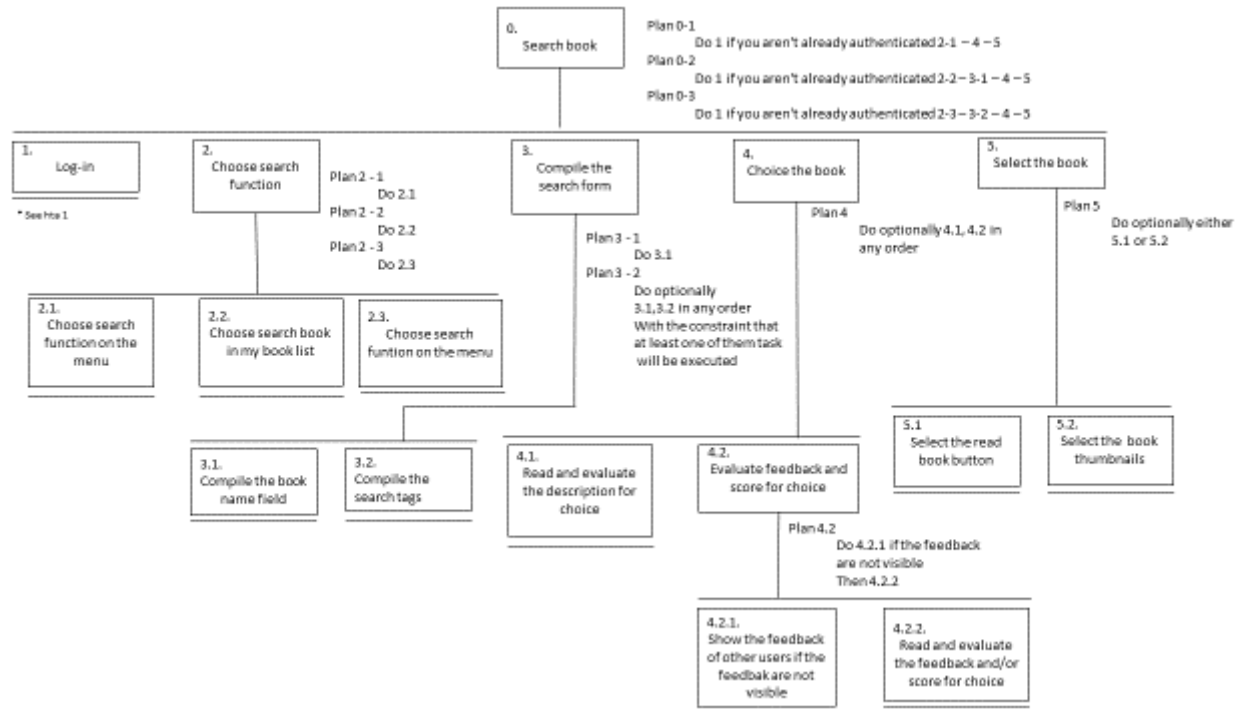 0.
Search book
Plan 0-1
Do 1 if you aren't already authenticated 2-1 – 4 – 5
Plan 0-2
Do 1 if you aren't already authenticated 2-2 – 3-1 – 4 – 5
Plan 0-3
Do 1 if you aren't already authenticated 2-3 – 3-2 – 4 – 5
1.
Log-in
* See hta 1
2.
Choose search
function
Plan 2 - 1
Do 2.1
Plan 2 - 2
Do 2.2
Plan 2 - 3
Do 2.3
3.
Compile the
search form
Plan 3 - 1
Do 3.1
Plan 3 - 2
Do optionally
3.1,3.2 in any order
With the constraint that
at least one of them task
will be executed
4.
Choice the book
Plan 4
Do optionally 4.1, 4.2 in
any order
5.
Select the book
Plan 5
Do optionally either
5.1 or 5.2
2.1.
Choose search
function on the
menu
2.2.
Choose search book
in my book list
2.3.
Choose search
funtion on the menu
3.1.
Compile the book
name field
3.2.
Compile the
search tags
4.1.
Read and evaluate
the description for
choice
4.2.
Evaluate feedback and
score for choice
5.1
Select the read
book button
5.2.
Select the book
thumbnails
Plan 4.2
Do 4.2.1 if the feedback
are not visible
Then 4.2.2
4.2.1.
Show the feedback
of other users if the
feedbak are not
visible
4.2.2.
Read and evaluate
the feedback and/or
score for choice